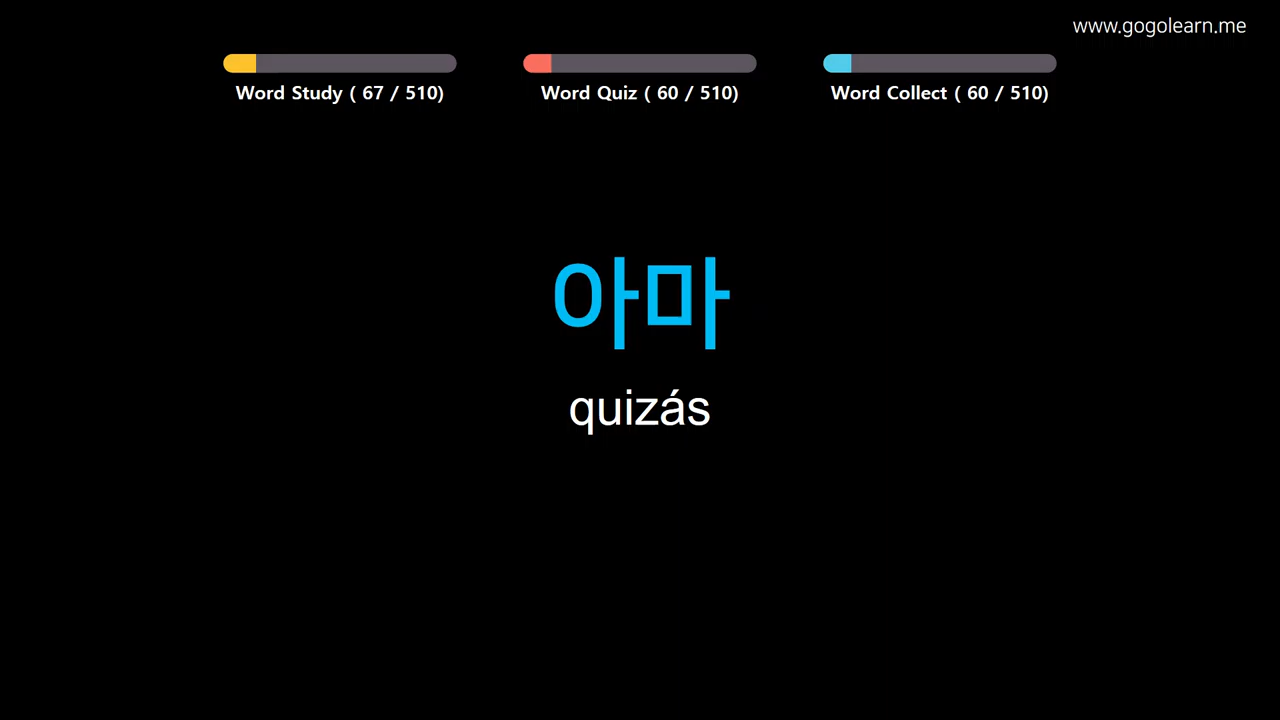 www.gogolearn.me
Word Study ( 67 / 510)
Word Quiz ( 60 / 510)
Word Collect ( 60 / 510)
아마
quizás